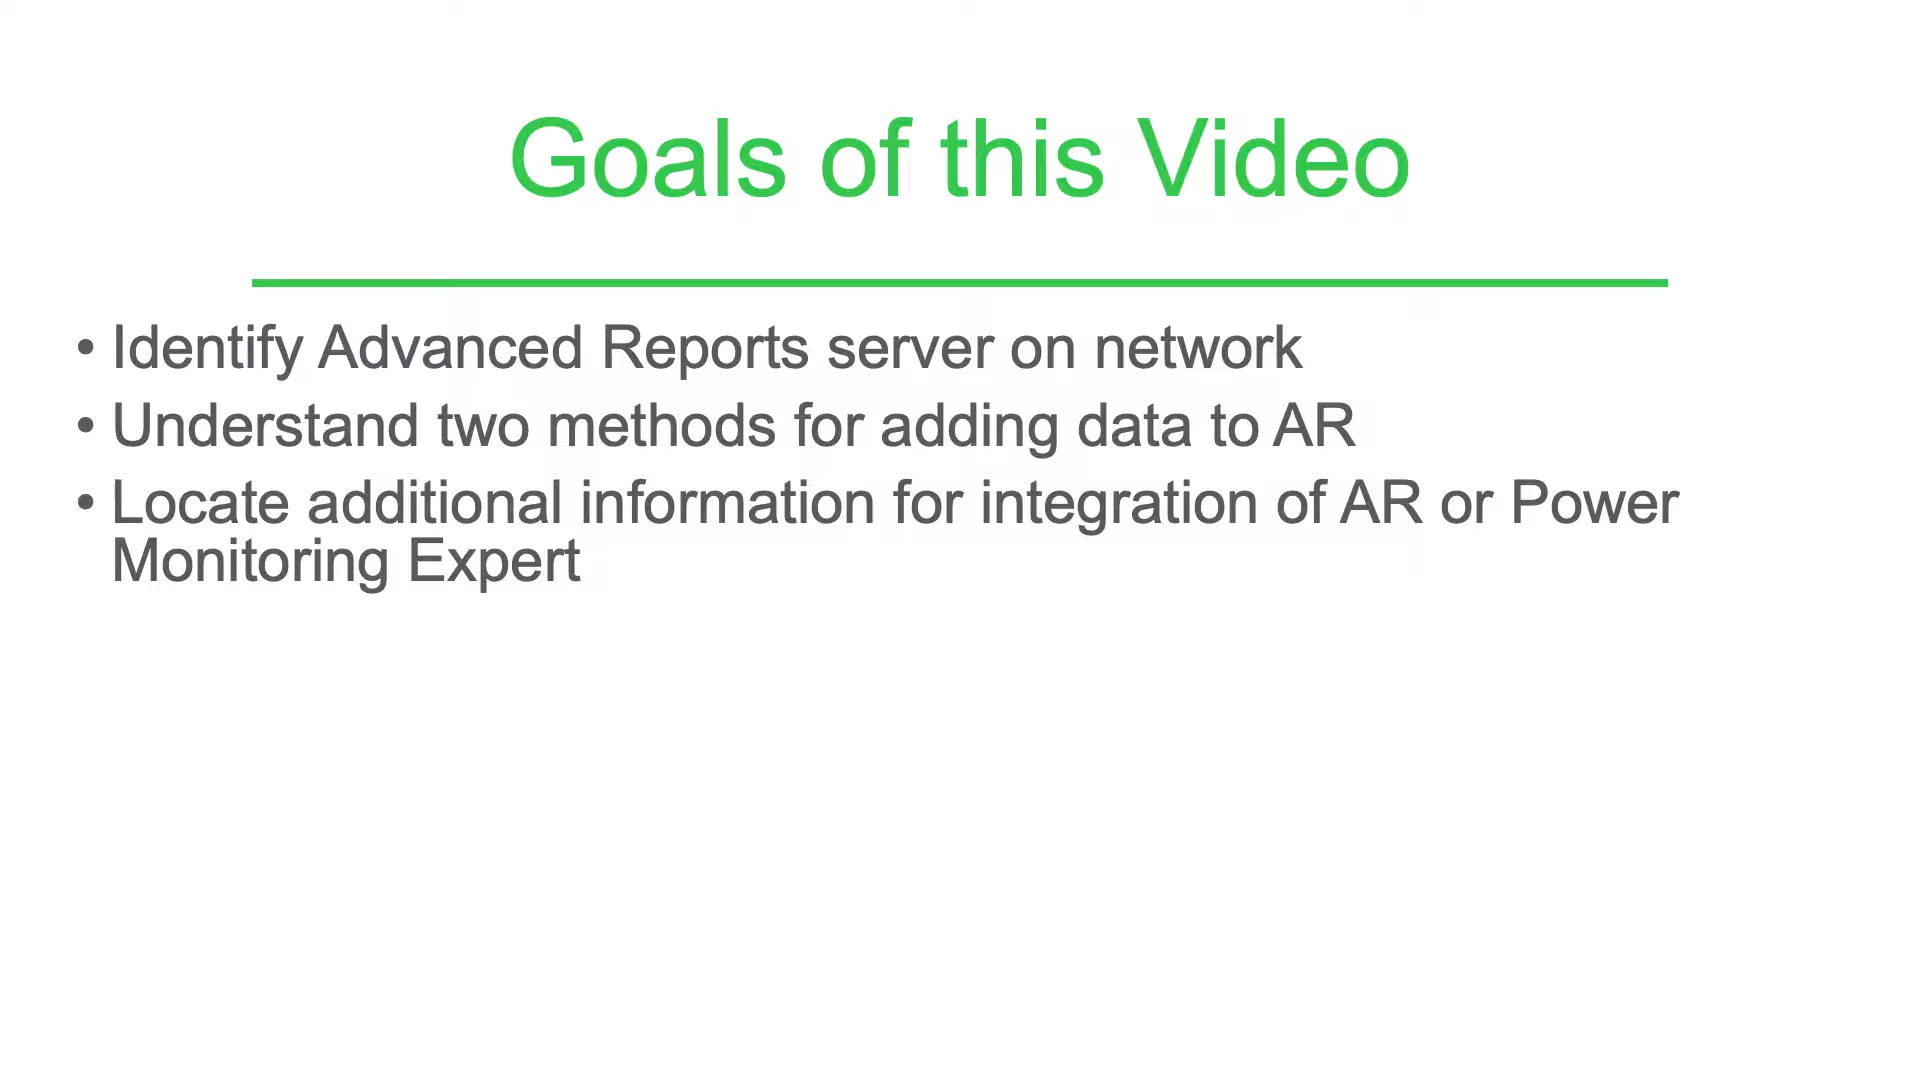 Goals of this Video
• Identify Advanced Reports server on network
• Understand two methods for adding data to AR
• Locate additional information for integration of AR or Power
Monitoring Expert